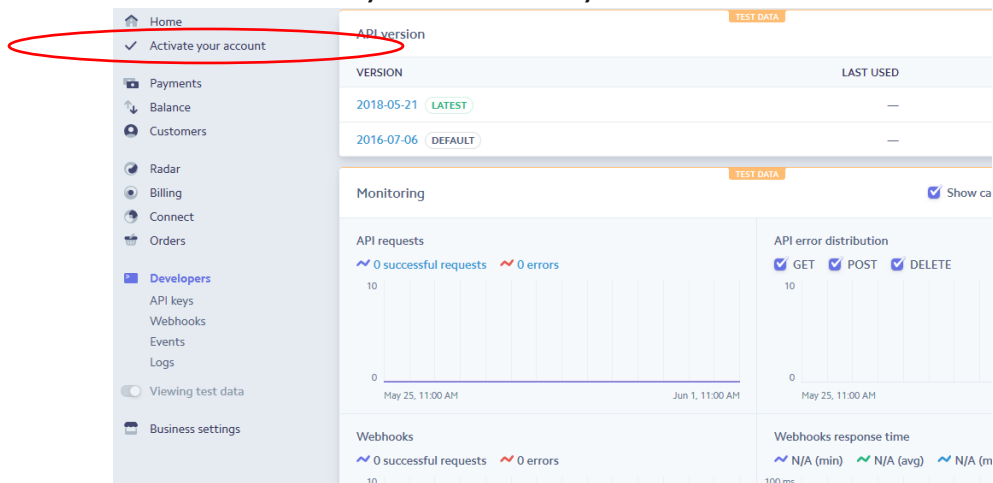 Home
Activate your account
Payments
Balance
Customers
Radar
Billing
Connect
Orders
Developers
API keys
Webhooks
Events
Logs
Viewing test data
Business settings
TEST DATA
API version
VERSION LAST USED
2018-05-21 LATEST —
2016-07-06 DEFAULT —
TEST DATA
Monitoring Show ca
API requests
0 successful requests 0 errors
10
0
May 25, 11:00 AM Jun 1, 11:00 AM
API error distribution
GET POST DELETE
10
0
May 25, 11:00 AM
Webhooks
0 successful requests 0 errors
10
Webhooks response time
N/A (min) N/A (avg) N/A (m
100 ms